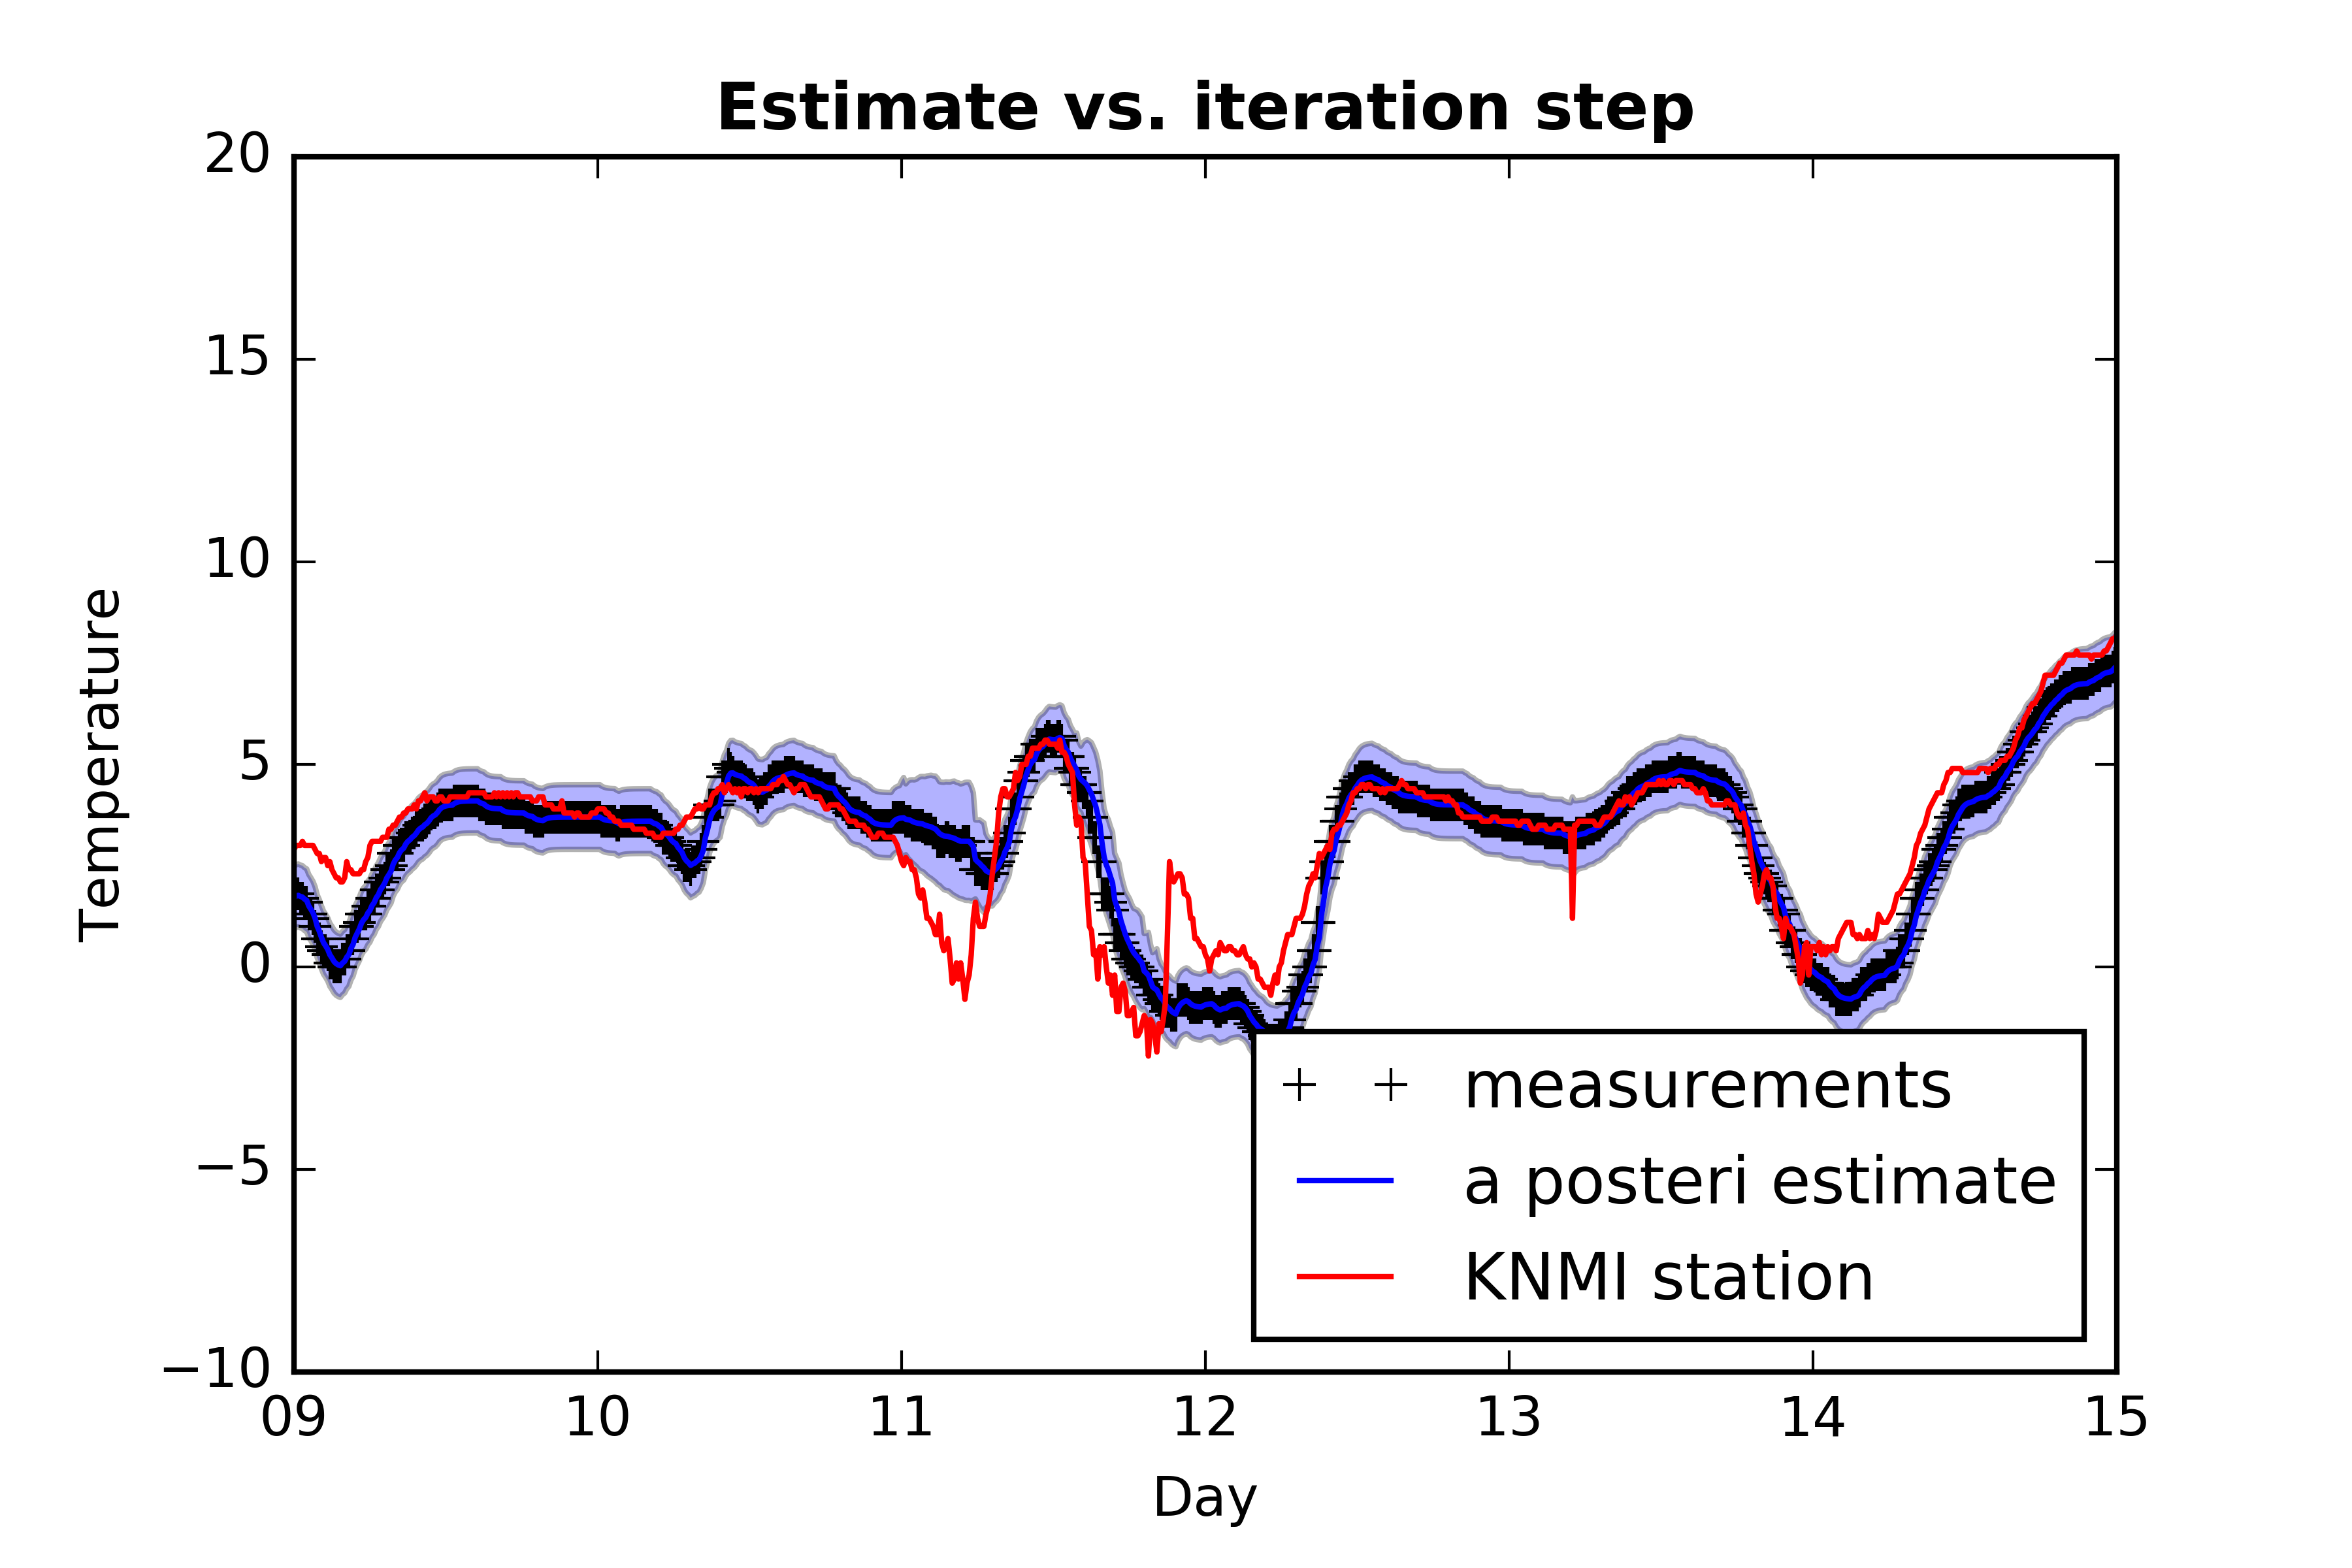 Estimate vs. iteration step
20
15
10
5
0
−5
−10
Temperature
measurements
a posteri estimate
KNMI station
09 10 11 12 13 14 15
Day